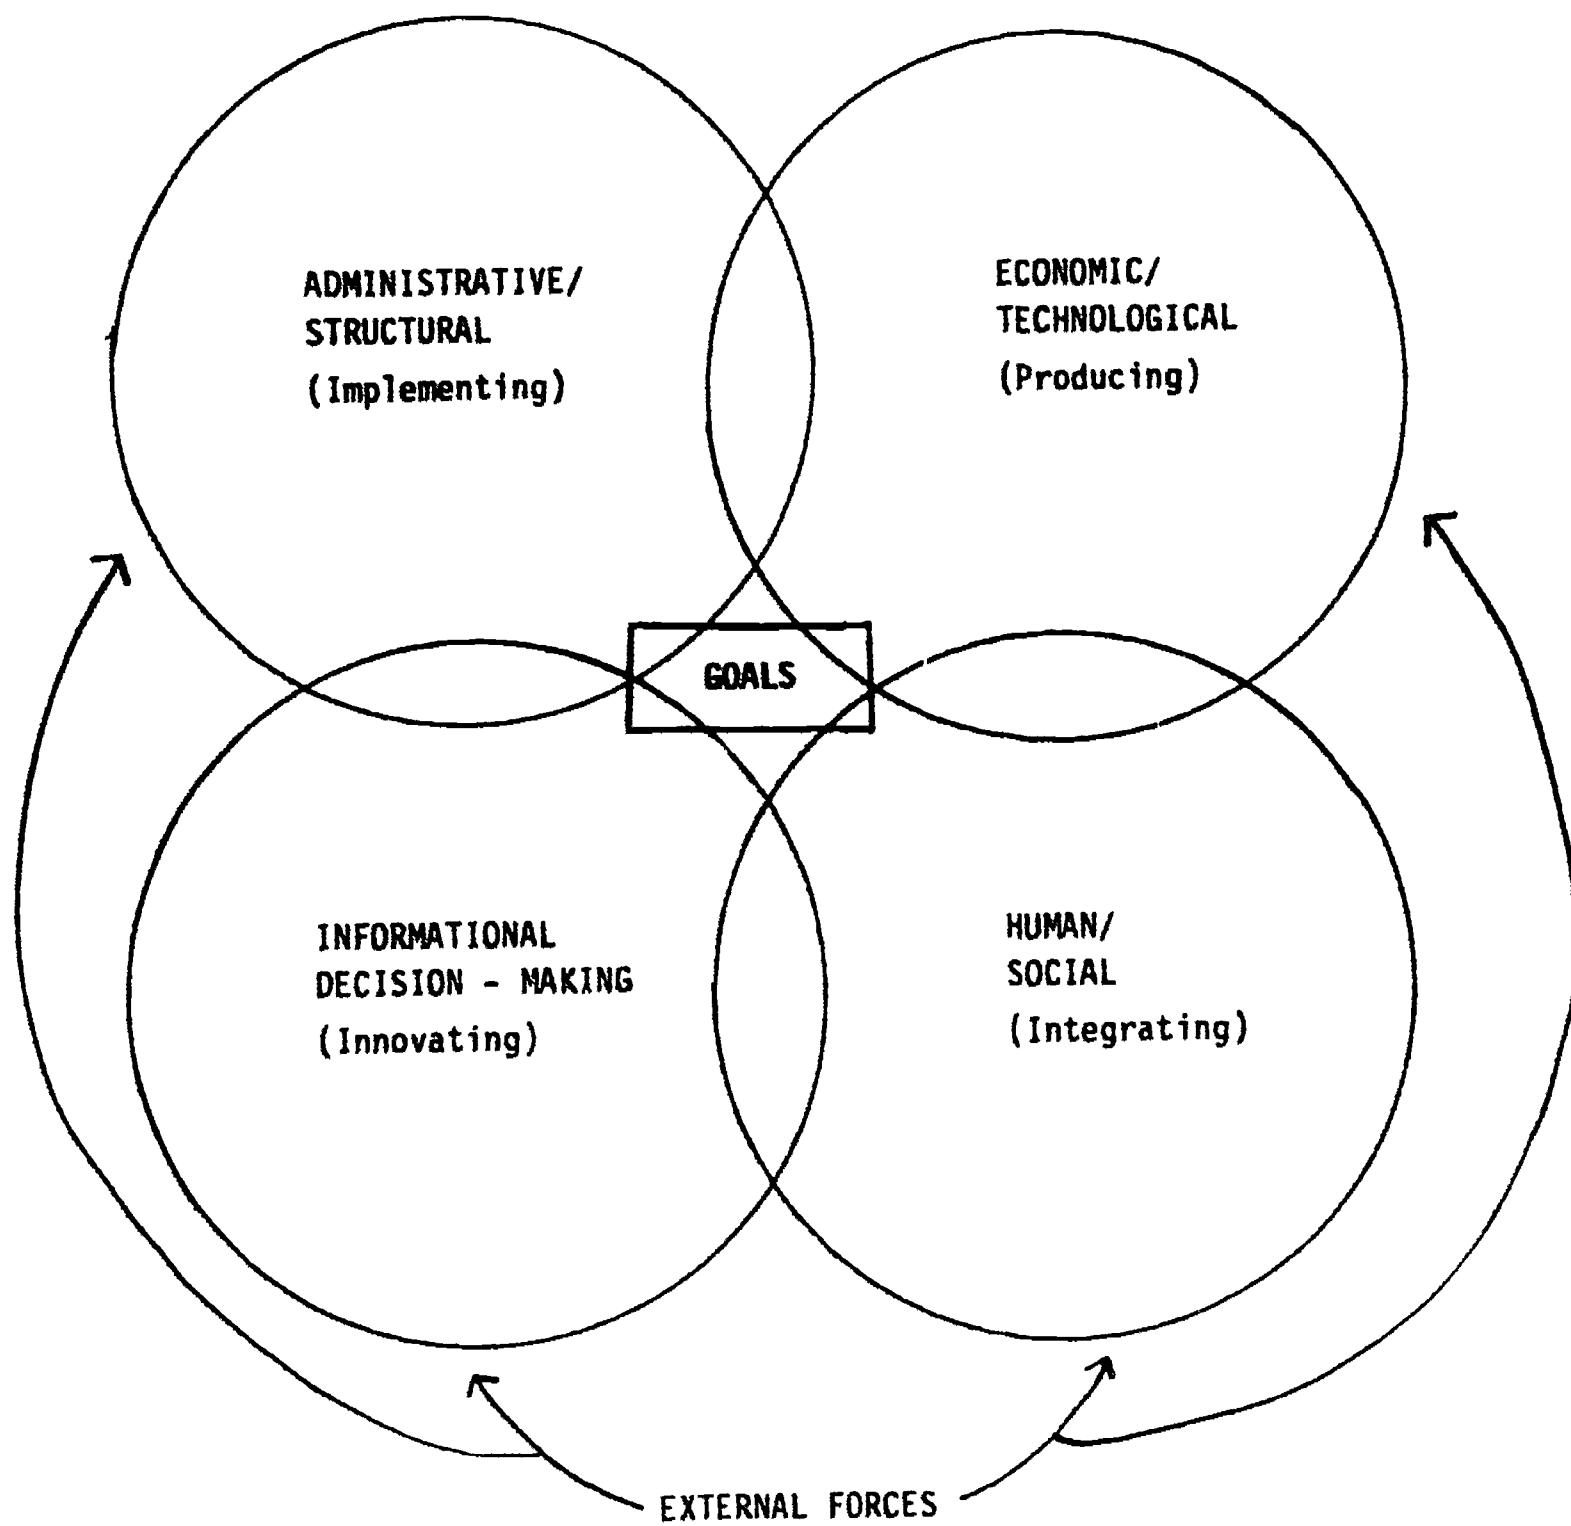 ADMINISTRATIVE/
STRUCTURAL
(Implementing)
ECONOMIC/
TECHNOLOGICAL
(Producing)
GOALS
INFORMATIONAL
DECISION - MAKING
(Innovating)
HUMAN/
SOCIAL
(Integrating)
EXTERNAL FORCES